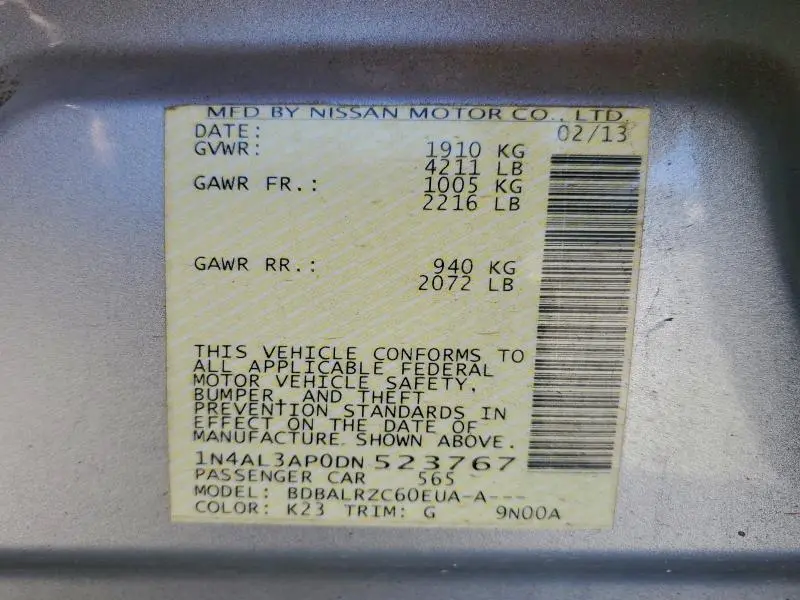 MFD BY NISSAN MOTOR CO., LTD.
DATE: 02/13
GVWR: 1910 KG
4211 LB
GAWR FR.: 1005 KG
2216 LB
GAWR RR.: 940 KG
2072 LB
THIS VEHICLE CONFORMS TO
ALL APPLICABLE FEDERAL
MOTOR VEHICLE SAFETY,
BUMPER, AND THEFT
PREVENTION STANDARDS IN
EFFECT ON THE DATE OF
MANUFACTURE SHOWN ABOVE.
1N4AL3AP0DN 523767
PASSENGER CAR 565
MODEL: BDBALRZC60EUA-A---
COLOR: K23 TRIM: G 9N00A